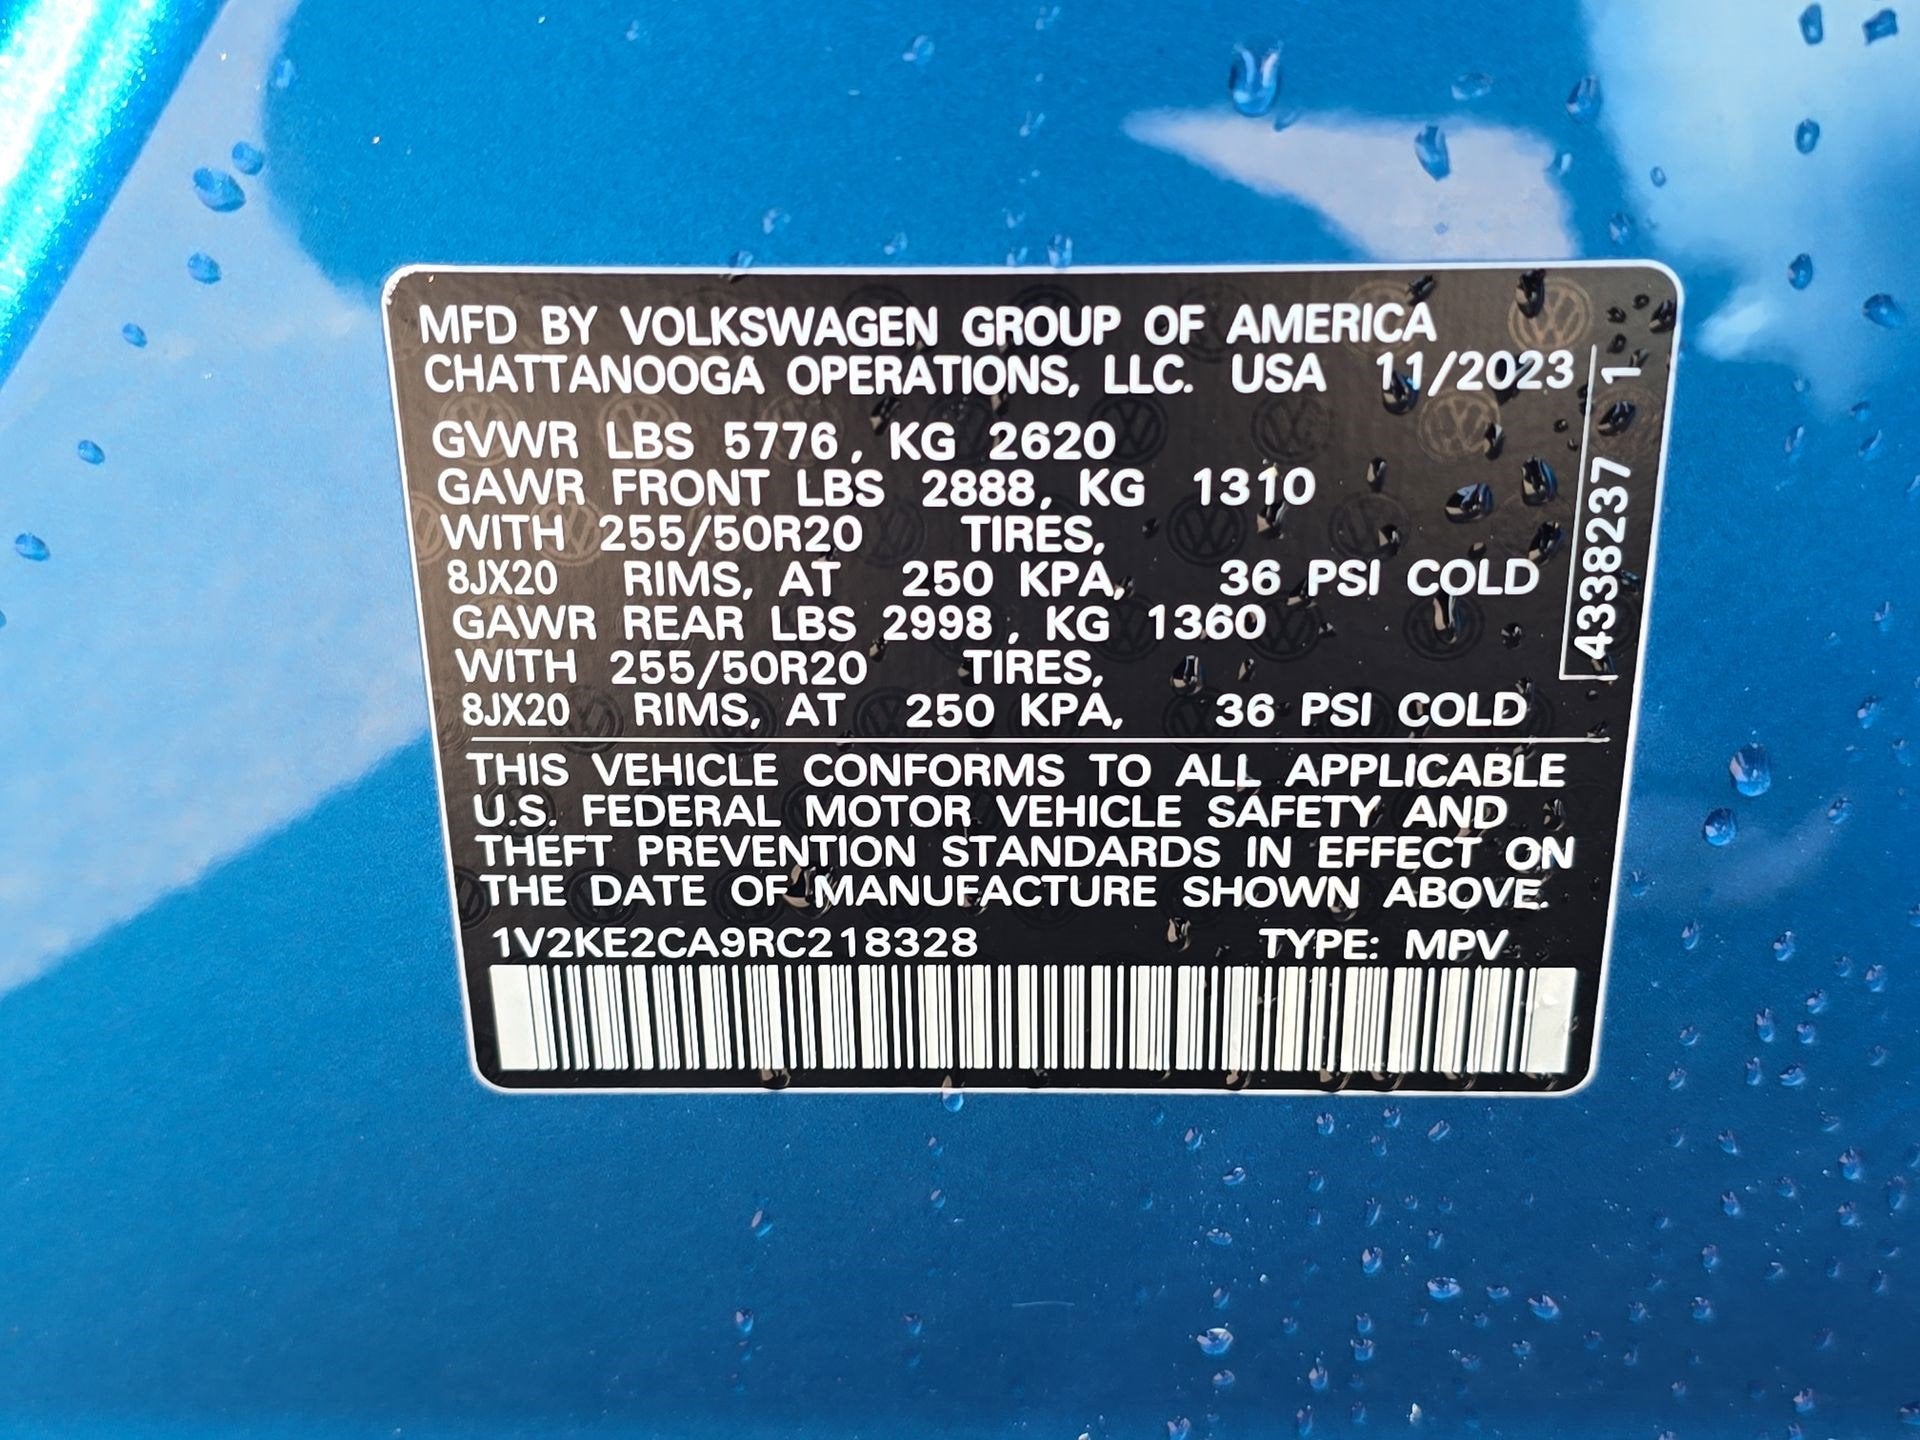 MFD BY VOLKSWAGEN GROUP OF AMERICA
CHATTANOOGA OPERATIONS, LLC. USA 11/2023
GVWR LBS 5776, KG 2620
GAWR FRONT LBS 2888, KG 1310
WITH 255/50R20 TIRES,
8JX20 RIMS, AT 250 KPA, 36 PSI COLD
GAWR REAR LBS 2998, KG 1360
WITH 255/50R20 TIRES,
8JX20 RIMS, AT 250 KPA, 36 PSI COLD
4338237 1
THIS VEHICLE CONFORMS TO ALL APPLICABLE
U.S. FEDERAL MOTOR VEHICLE SAFETY AND
THEFT PREVENTION STANDARDS IN EFFECT ON
THE DATE OF MANUFACTURE SHOWN ABOVE.
1V2KE2CA9RC218328 TYPE: MPV